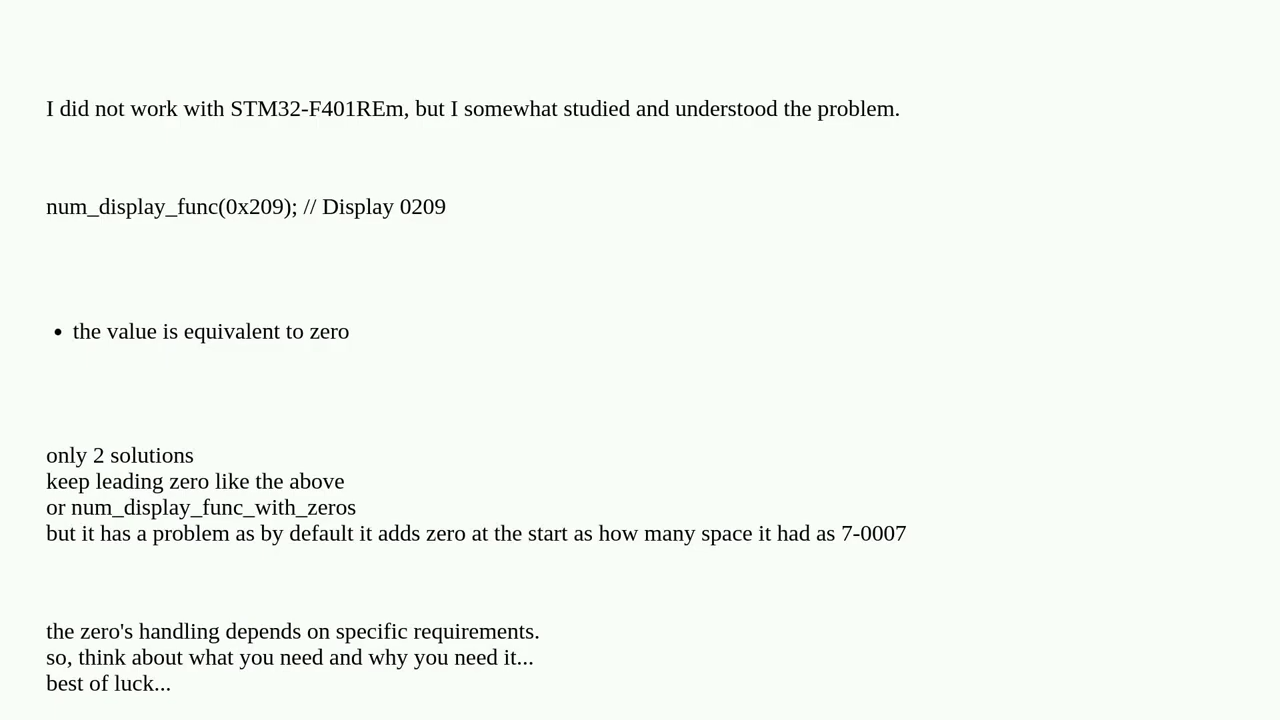 I did not work with STM32-F401REm, but I somewhat studied and understood the problem.
num_display_func(0x209); // Display 0209
• the value is equivalent to zero
only 2 solutions
keep leading zero like the above
or num_display_func_with_zeros
but it has a problem as by default it adds zero at the start as how many space it had as 7-0007
the zero's handling depends on specific requirements.
so, think about what you need and why you need it...
best of luck...